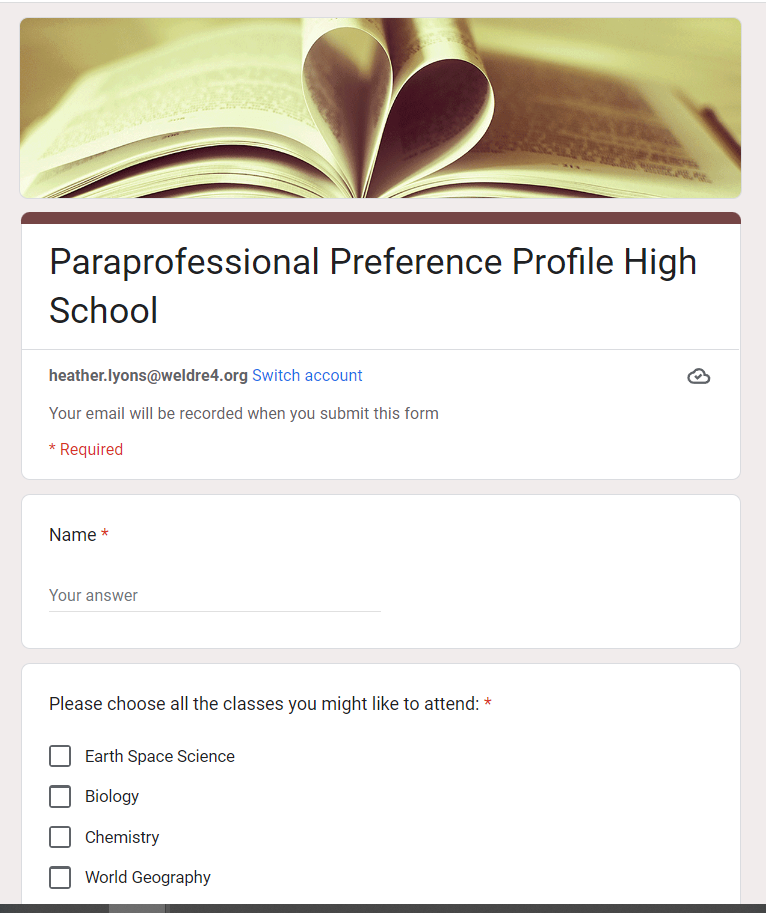 Paraprofessional Preference Profile High
School
heather.lyons@weldre4.org Switch account
Your email will be recorded when you submit this form
* Required
Name *
Your answer
Please choose all the classes you might like to attend: *
Earth Space Science
Biology
Chemistry
World Geography